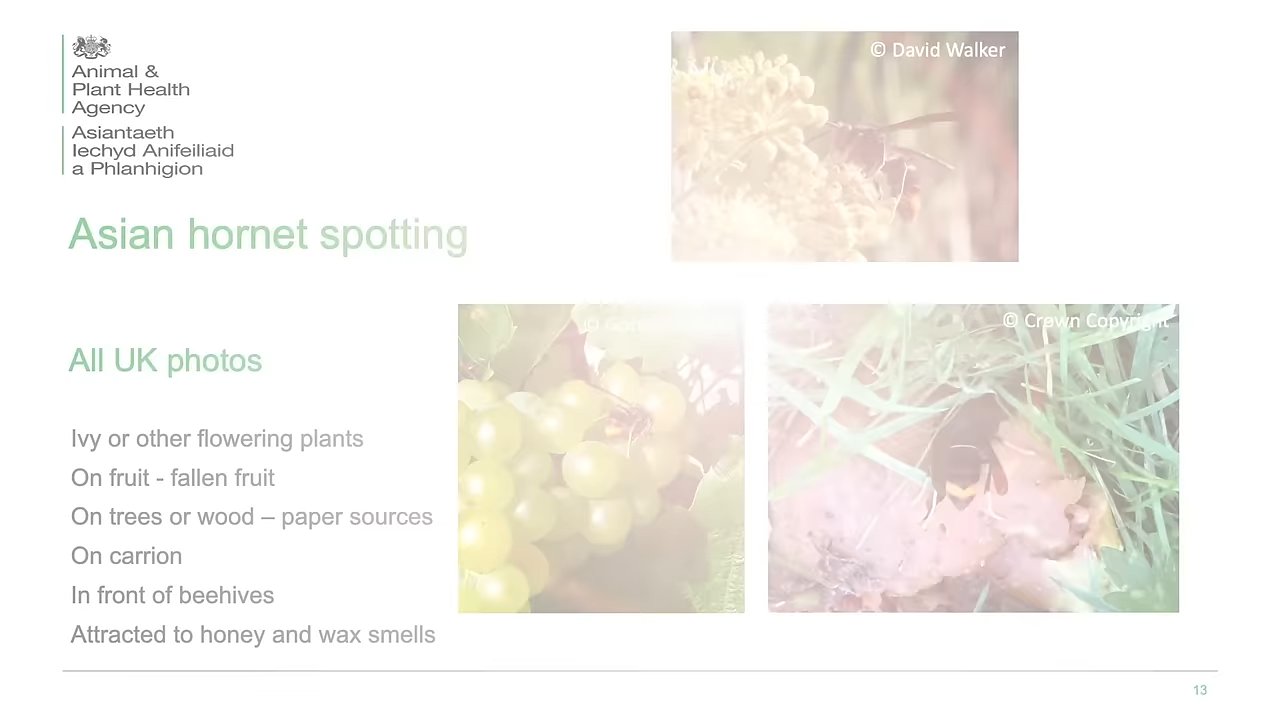 Animal &
Plant Health
Agency
Asiantaeth
Iechyd Anifeiliaid
a Phlanhigion
© David Walker
Asian hornet spotting
© Crown Copyright
All UK photos
Ivy or other flowering plants
On fruit - fallen fruit
On trees or wood – paper sources
On carrion
In front of beehives
Attracted to honey and wax smells
13